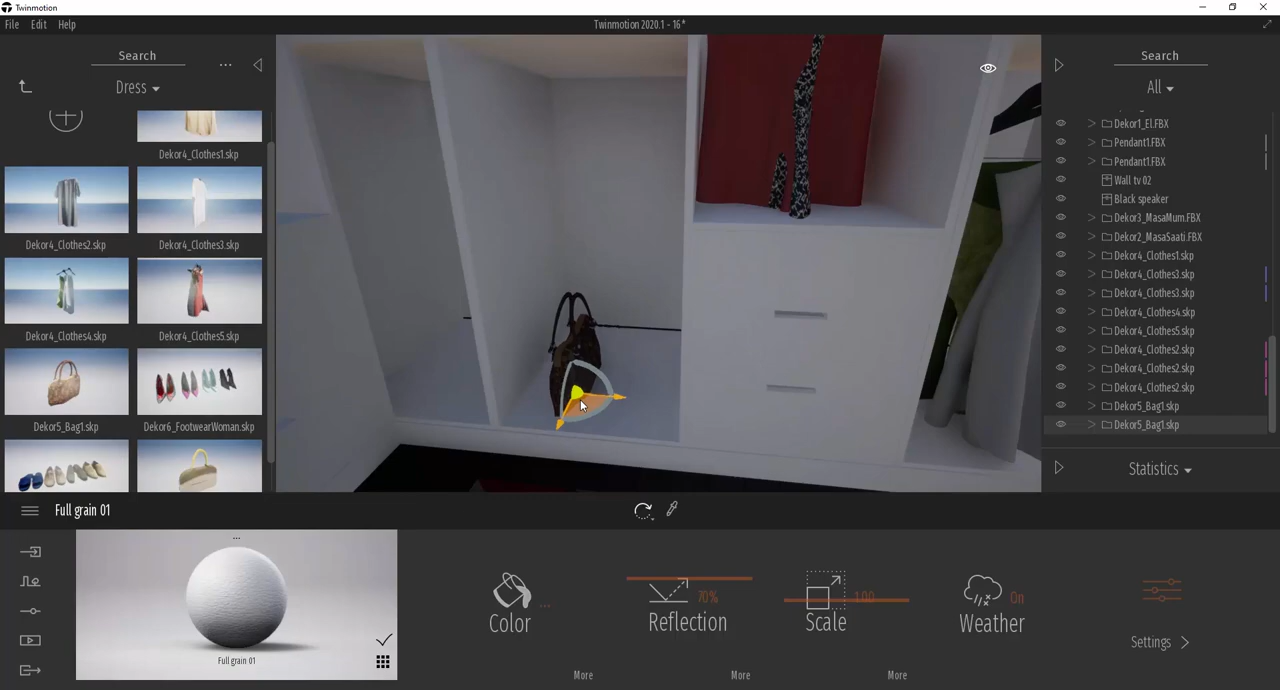 Twinmotion
File Edit Help
Twinmotion 2020.1 - 16*
Search
...
Dress
Dekor4_Clothes1.skp
Dekor4_Clothes2.skp
Dekor4_Clothes3.skp
Dekor4_Clothes4.skp
Dekor4_Clothes5.skp
Dekor5_Bag1.skp
Dekor6_FootwearWoman.skp
Search
All
Dekor1_El.FBX
Pendant1.FBX
Pendant1.FBX
Wall tv 02
Black speaker
Dekor3_MasaMum.FBX
Dekor2_MasaSaati.FBX
Dekor4_Clothes1.skp
Dekor4_Clothes3.skp
Dekor4_Clothes3.skp
Dekor4_Clothes4.skp
Dekor4_Clothes5.skp
Dekor4_Clothes2.skp
Dekor4_Clothes2.skp
Dekor4_Clothes2.skp
Dekor5_Bag1.skp
Dekor5_Bag1.skp
Statistics
Full grain 01
...
Full grain 01
...
Color
More
70%
Reflection
More
1.00
Scale
More
On
Weather
Settings